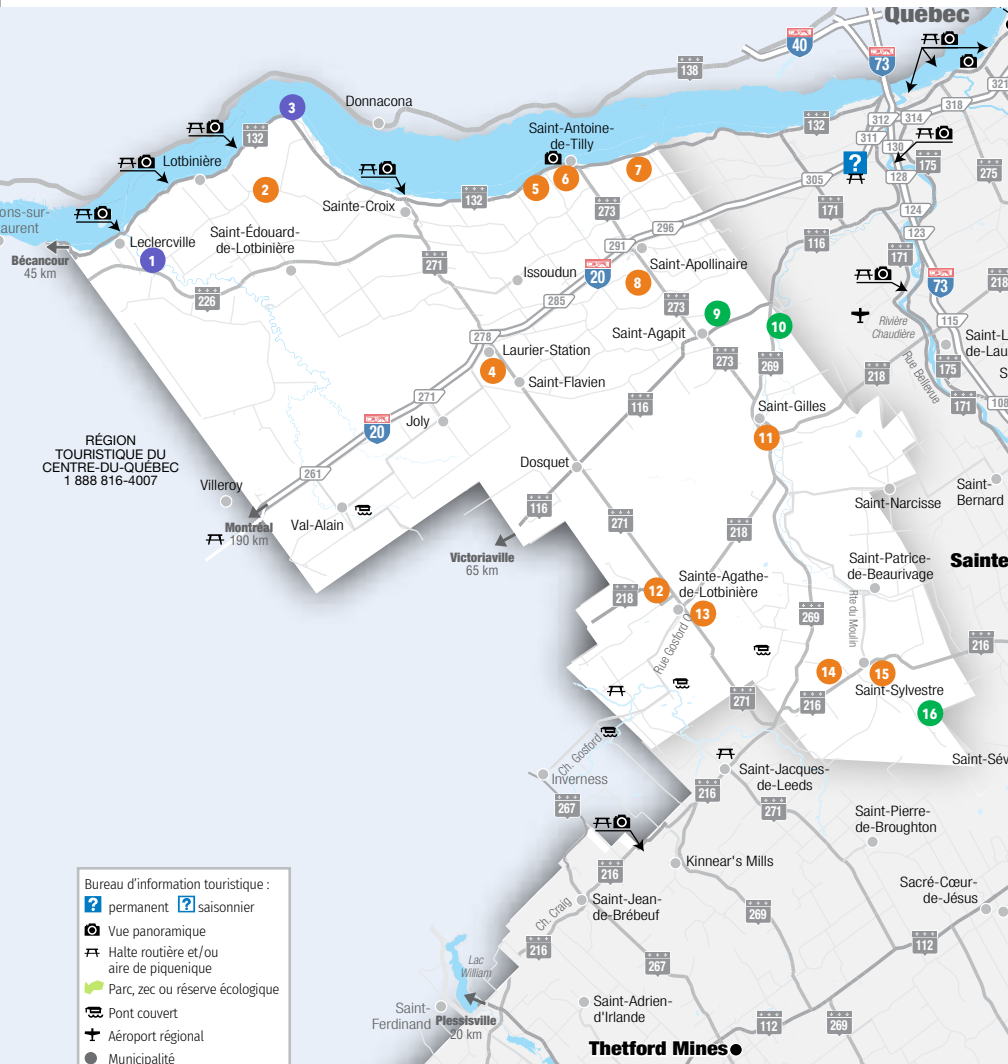 Québec
40
73
138
321
318
3
Donnacona
132
312
314
311
130
Saint-Antoine-
de-Tilly
132
Lotbinière
?
305
128
175
275
2
5
6
7
171
Sainte-Croix
132
273
124
ons-sur-
aurent
296
123
Leclercville
Saint-Édouard-
de-Lotbinière
291
116
171
Bécancour
45 km
1
271
Saint-Apollinaire
20
Issoudun
8
73
218
226
285
273
9
10
115
Rivière
Chaudière
278
Saint-Agapit
Saint-L
de-Lau
Laurier-Station
273
269
Rue Bellevue
175
4
Saint-Flavien
218
S
271
116
171
108
20
Joly
Saint-Gilles
11
RÉGION
TOURISTIQUE DU
CENTRE-DU-QUÉBEC
1 888 816-4007
261
Dosquet
Villeroy
Saint-
Bernard
Saint-Narcisse
116
Montréal
190 km
Val-Alain
271
218
Victoriaville
65 km
Saint-Patrice-
de-Beaurivage
Sainte
Sainte-Agathe-
de-Lotbinière
218
12
13
269
Rte du Moulin
Rue Gosford O
216
14
15
Saint-Sylvestre
271
216
16
Ch. Gosford
Saint-Sév
Inverness
Saint-Jacques-
de-Leeds
216
267
271
Saint-Pierre-
de-Broughton
Kinnear's Mills
216
Sacré-Cœur-
de-Jésus
Saint-Jean-
de-Brébeuf
Ch. Craig
269
216
112
267
Lac
William
Saint-
Ferdinand
Plessisville
20 km
Saint-Adrien-
d'Irlande
112
269
Thetford Mines
Bureau d'information touristique :
? permanent ? saisonnier
Vue panoramique
Halte routière et/ou
aire de piquenique
Parc, zec ou réserve écologique
Pont couvert
Aéroport régional
Municipalité